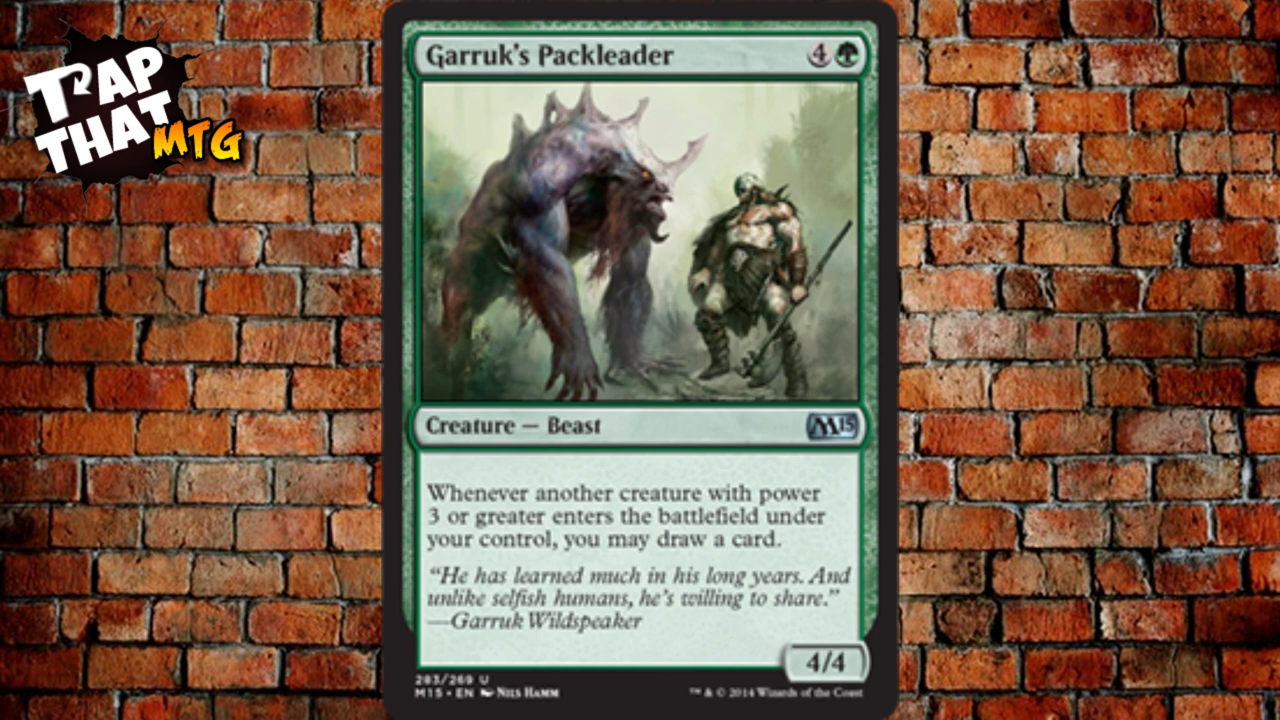 TRAP
THAT
MTG
Garruk's Packleader 4
Creature — Beast M15
Whenever another creature with power
3 or greater enters the battlefield under
your control, you may draw a card.
“He has learned much in his long years. And
unlike selfish humans, he’s willing to share.”
—Garruk Wildspeaker
4/4
283/269 U
M15 • EN NILS HAMM ™ & © 2014 Wizards of the Coast